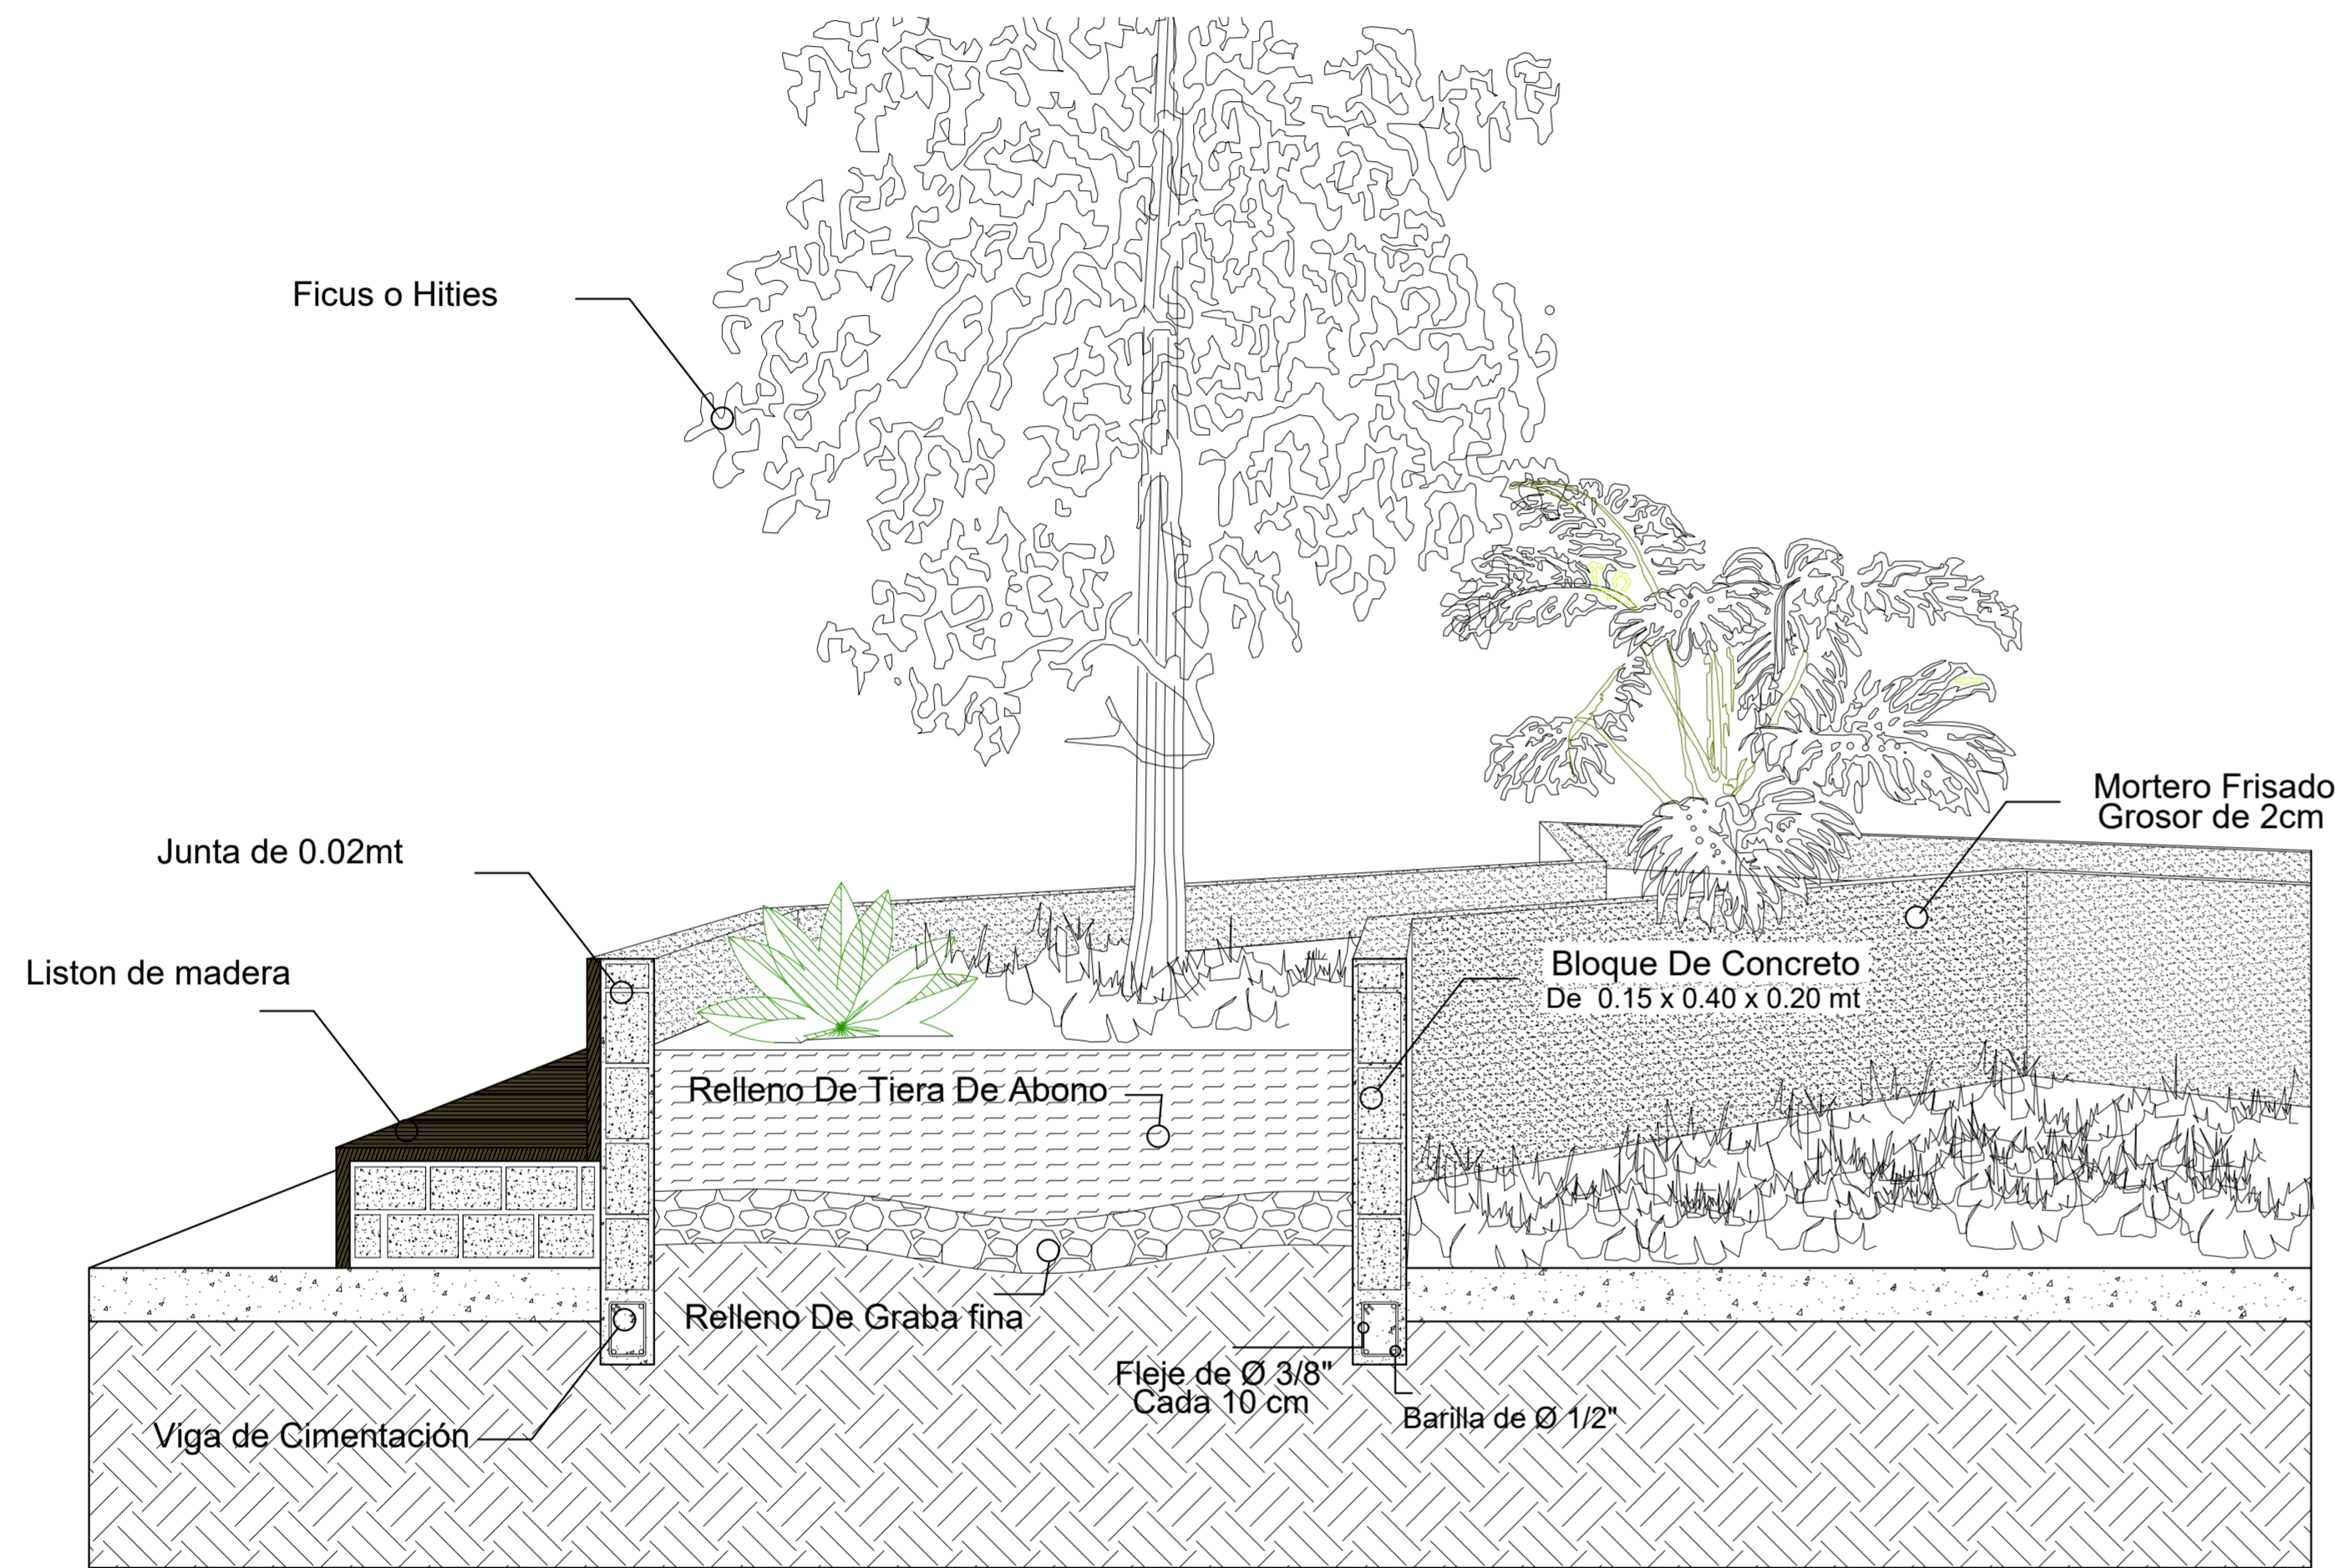 Ficus o Hities
Mortero Frisado
Grosor de 2cm
Junta de 0.02mt
Liston de madera
Bloque De Concreto
De 0.15 x 0.40 x 0.20 mt
Relleno De Tiera De Abono
Relleno De Graba fina
Fleje de Ø 3/8"
Cada 10 cm
Barilla de Ø 1/2"
Viga de Cimentación